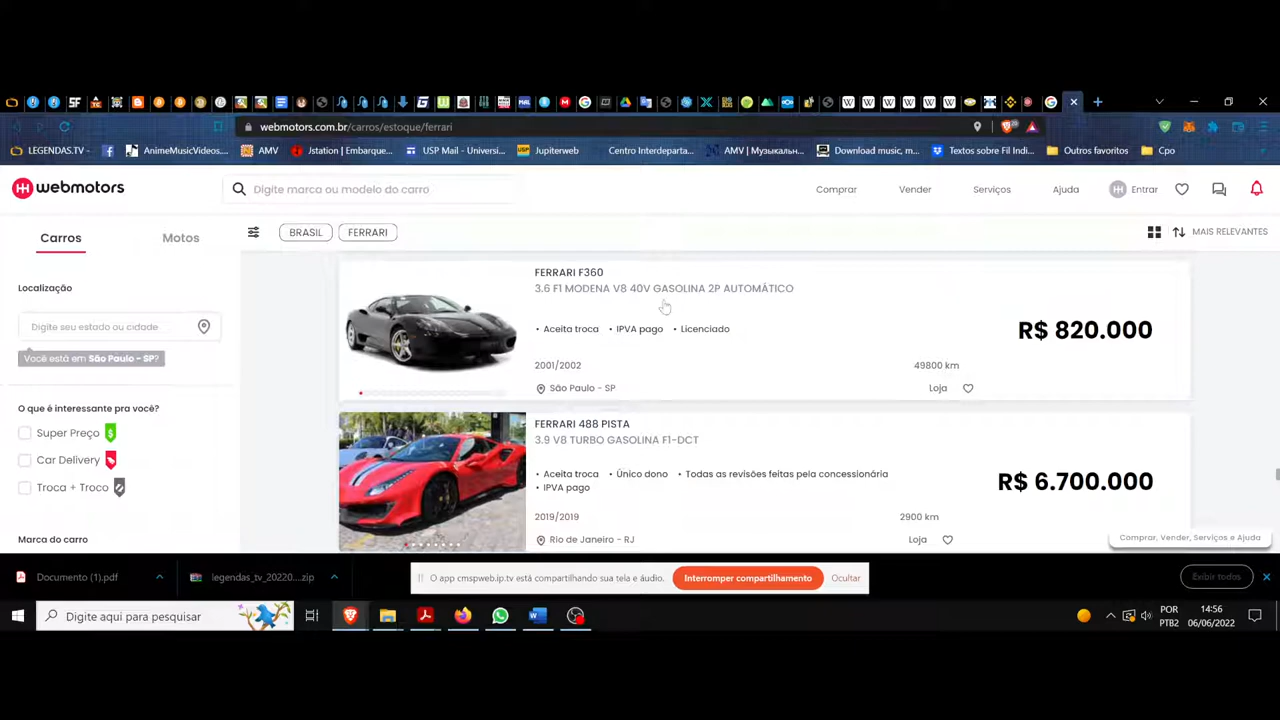 webmotors.com.br/carros/estoque/ferrari
LEGENDAS.TV - AnimeMusicVideos... AMV Jstation | Embarque... USP Mail - Universi... Jupiterweb Centro Interdeparta... AMV | Музыкальн... Download music, m... Textos sobre Fil Indi... Outros favoritos Cpo
webmotors
Digite marca ou modelo do carro
Comprar Vender Serviços Ajuda Entrar
Carros Motos
BRASIL FERRARI
MAIS RELEVANTES
Localização
Digite seu estado ou cidade
Você está em São Paulo - SP?
O que é interessante pra você?
Super Preço
Car Delivery
Troca + Troco
Marca do carro
FERRARI F360
3.6 F1 MODENA V8 40V GASOLINA 2P AUTOMÁTICO
• Aceita troca • IPVA pago • Licenciado
R$ 820.000
2001/2002 49800 km
São Paulo - SP Loja
FERRARI 488 PISTA
3.9 V8 TURBO GASOLINA F1-DCT
• Aceita troca • Único dono • Todas as revisões feitas pela concessionária
• IPVA pago
R$ 6.700.000
2019/2019 2900 km
Rio de Janeiro - RJ Loja
Comprar, Vender, Serviços e Ajuda
Documento (1).pdf legendas_tv_20220....zip
O app cmspweb.ip.tv está compartilhando sua tela e áudio. Interromper compartilhamento Ocultar
Exibir todos
Digite aqui para pesquisar
POR
PTB2
14:56
06/06/2022